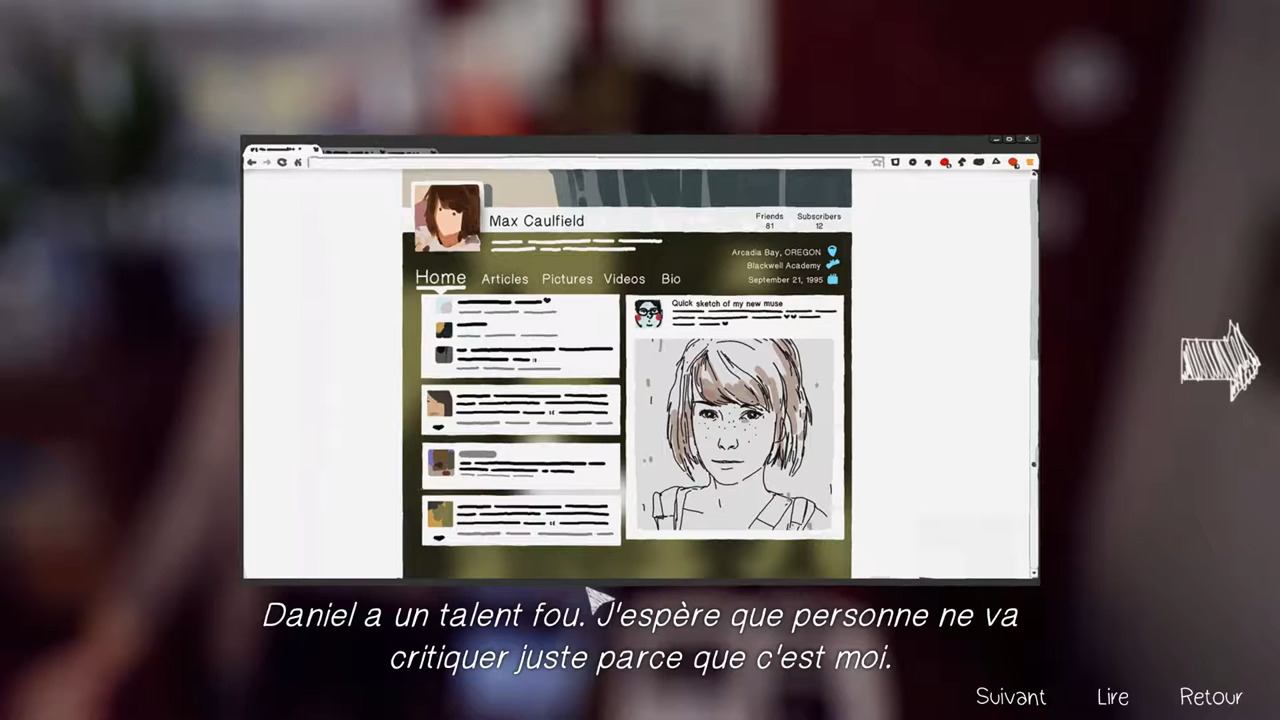 Max Caulfield
Friends
81
Subscribers
12
Arcadia Bay, OREGON
Blackwell Academy
September 21, 1995
Home
Articles
Pictures
Videos
Bio
Quick sketch of my new muse
Daniel a un talent fou. J'espère que personne ne va
critiquer juste parce que c'est moi.
Suivant
Lire
Retour